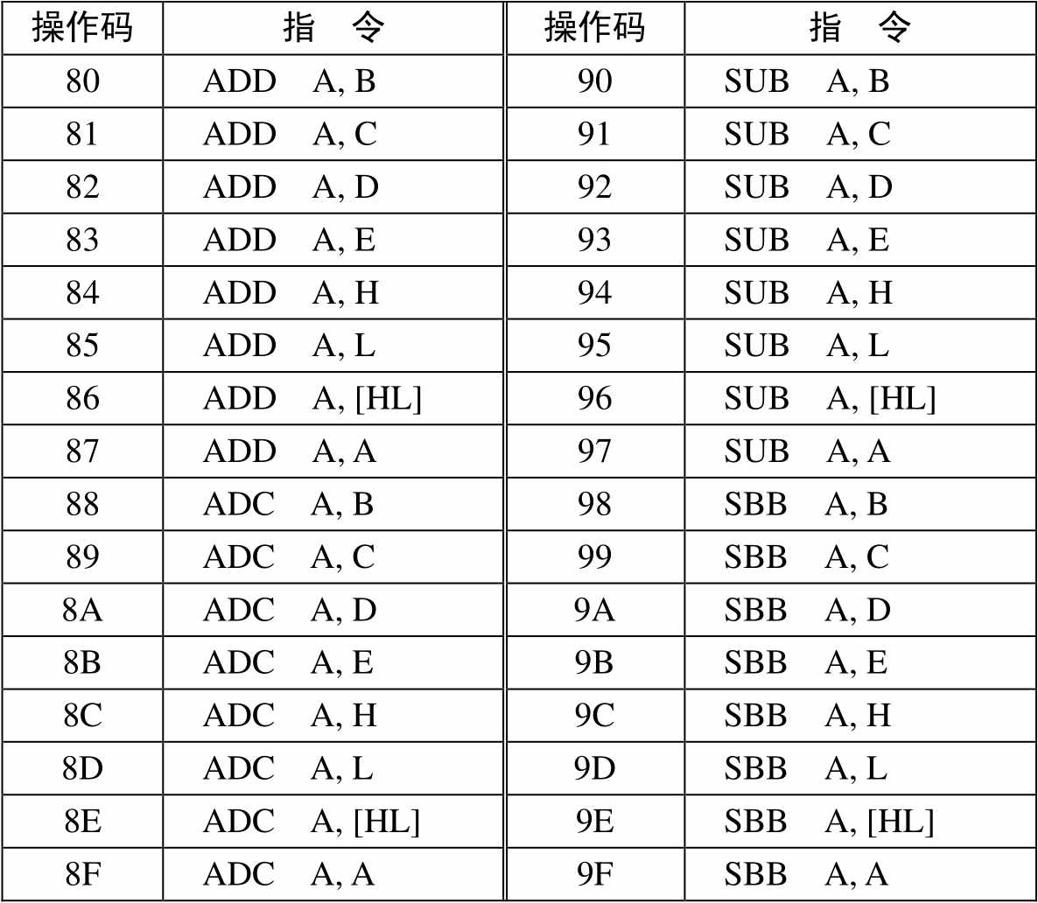 操作码 指 令 操作码 指 令
80 ADD A, B 90 SUB A, B
81 ADD A, C 91 SUB A, C
82 ADD A, D 92 SUB A, D
83 ADD A, E 93 SUB A, E
84 ADD A, H 94 SUB A, H
85 ADD A, L 95 SUB A, L
86 ADD A, [HL] 96 SUB A, [HL]
87 ADD A, A 97 SUB A, A
88 ADC A, B 98 SBB A, B
89 ADC A, C 99 SBB A, C
8A ADC A, D 9A SBB A, D
8B ADC A, E 9B SBB A, E
8C ADC A, H 9C SBB A, H
8D ADC A, L 9D SBB A, L
8E ADC A, [HL] 9E SBB A, [HL]
8F ADC A, A 9F SBB A, A